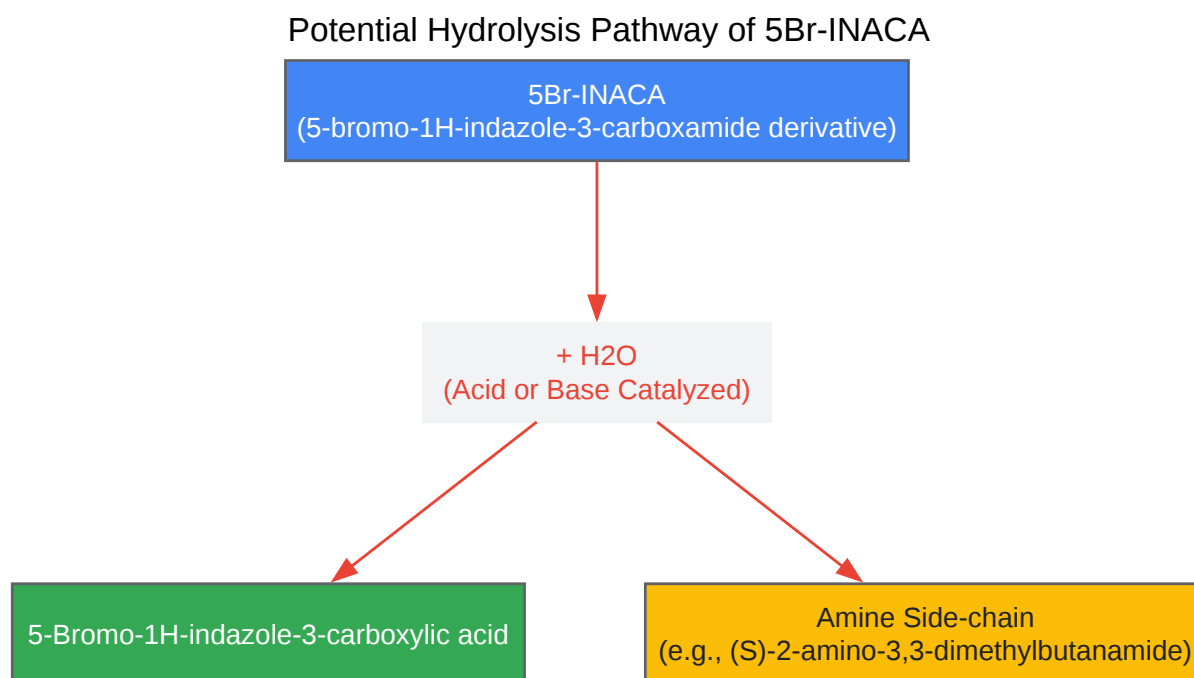 Potential Hydrolysis Pathway of 5Br-INACA
5Br-INACA
(5-bromo-1H-indazole-3-carboxamide derivative)
+ H2O
(Acid or Base Catalyzed)
5-Bromo-1H-indazole-3-carboxylic acid
Amine Side-chain
(e.g., (S)-2-amino-3,3-dimethylbutanamide)